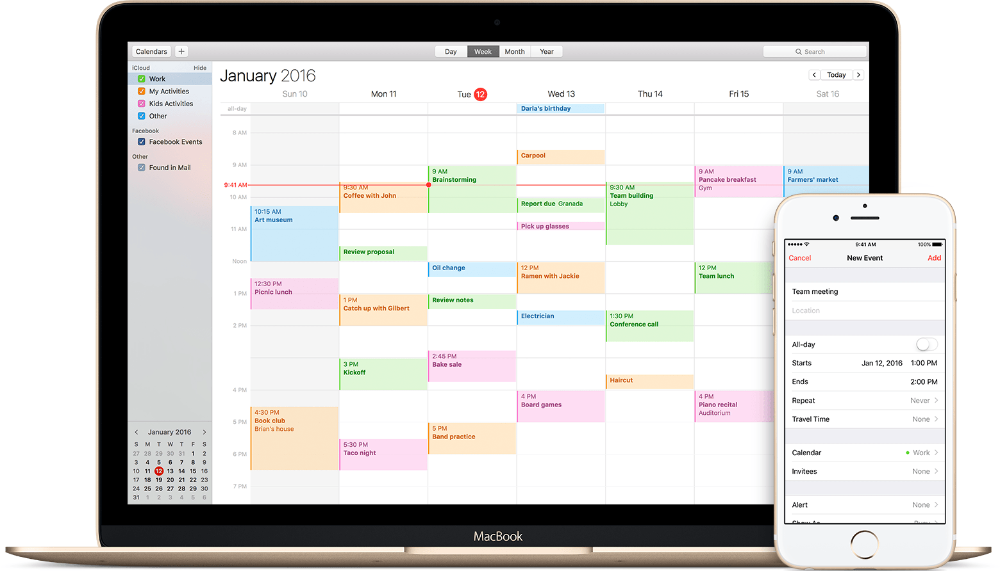 Calendars +
Day Week Month Year
Search
iCloud Hide
Work
My Activities
Kids Activities
Other
Facebook
Facebook Events
Other
Found in Mail
January 2016
< Today >
Sun 10 Mon 11 Tue 12 Wed 13 Thu 14 Fri 15 Sat 16
all-day
Darla's birthday
8 AM
9 AM
9:41 AM
10 AM
11 AM
Noon
1 PM
2 PM
4 PM
5 PM
6 PM
7 PM
10:15 AM
Art museum
12:30 PM
Picnic lunch
4:30 PM
Book club
Brian's house
9:30 AM
Coffee with John
Review proposal
1 PM
Catch up with Gilbert
3 PM
Kickoff
5:30 PM
Taco night
9 AM
Brainstorming
Oil change
Review notes
2:45 PM
Bake sale
5 PM
Band practice
Carpool
Report due Granada
Pick up glasses
12 PM
Ramen with Jackie
Electrician
4 PM
Board games
9:30 AM
Team building
Lobby
1:30 PM
Conference call
Haircut
9 AM
Pancake breakfast
Gym
12 PM
Team lunch
4 PM
Piano recital
Auditorium
9 AM
Farmers' market
< January 2016 >
S M T W T F S
27 28 29 30 31 1 2
3 4 5 6 7 8 9
10 11 12 13 14 15 16
17 18 19 20 21 22 23
24 25 26 27 28 29 30
31 1 2 3 4 5 6
MacBook
9:41 AM 100%
Cancel New Event Add
Team meeting
Location
All-day
Starts Jan 12, 2016 1:00 PM
Ends 2:00 PM
Repeat Never >
Travel Time None >
Calendar Work >
Invitees None >
Alert None >
Show As Busy >